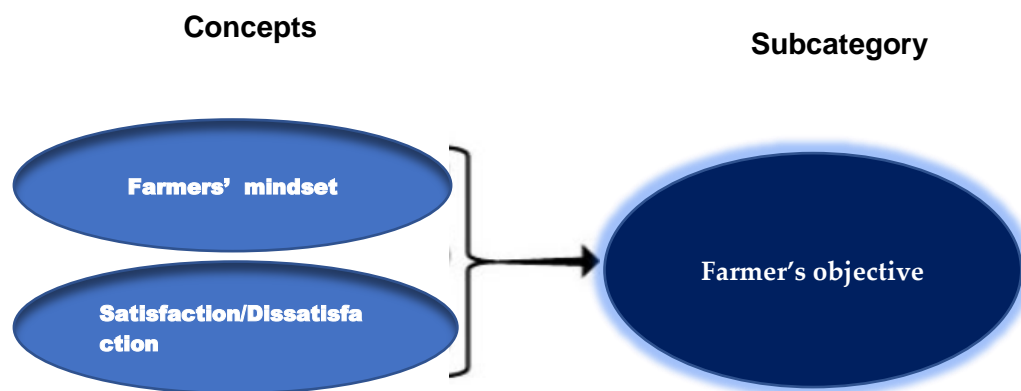 Concepts
Subcategory
Farmers’ mindset
Satisfaction/Dissatisfa
ction
Farmer’s objective